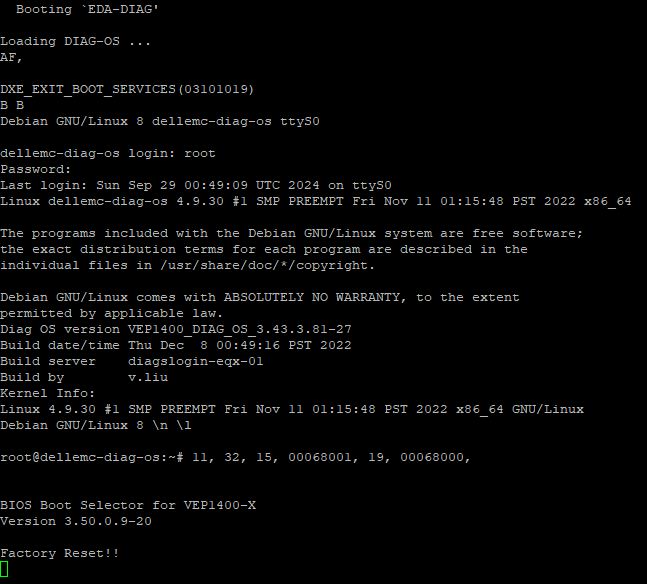 Booting `EDA-DIAG'
Loading DIAG-OS ...
AF,
DXE_EXIT_BOOT_SERVICES(03101019)
B B
Debian GNU/Linux 8 dellemc-diag-os ttyS0
dellemc-diag-os login: root
Password:
Last login: Sun Sep 29 00:49:09 UTC 2024 on ttyS0
Linux dellemc-diag-os 4.9.30 #1 SMP PREEMPT Fri Nov 11 01:15:48 PST 2022 x86_64
The programs included with the Debian GNU/Linux system are free software;
the exact distribution terms for each program are described in the
individual files in /usr/share/doc/*/copyright.
Debian GNU/Linux comes with ABSOLUTELY NO WARRANTY, to the extent
permitted by applicable law.
Diag OS version VEP1400_DIAG_OS_3.43.3.81-27
Build date/time Thu Dec  8 00:49:16 PST 2022
Build server    diagslogin-eqx-01
Build by        v.liu
Kernel Info:
Linux 4.9.30 #1 SMP PREEMPT Fri Nov 11 01:15:48 PST 2022 x86_64 GNU/Linux
Debian GNU/Linux 8 \n \l
root@dellemc-diag-os:~# 11, 32, 15, 00068001, 19, 00068000,
BIOS Boot Selector for VEP1400-X
Version 3.50.0.9-20
Factory Reset!!